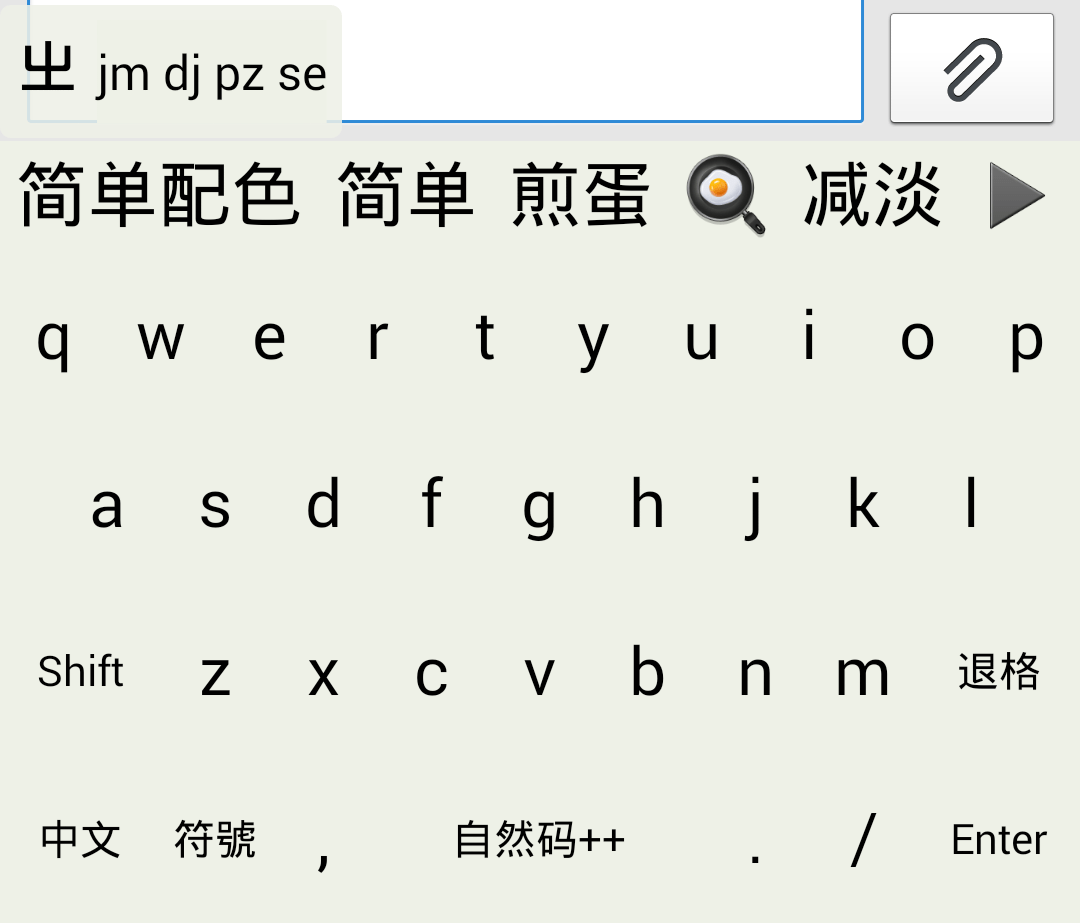 㞢 jm dj pz se
简单配色 简单 煎蛋 🍳 减淡
q w e r t y u i o p
a s d f g h j k l
Shift z x c v b n m 退格
中文 符號 , 自然码++ . / Enter